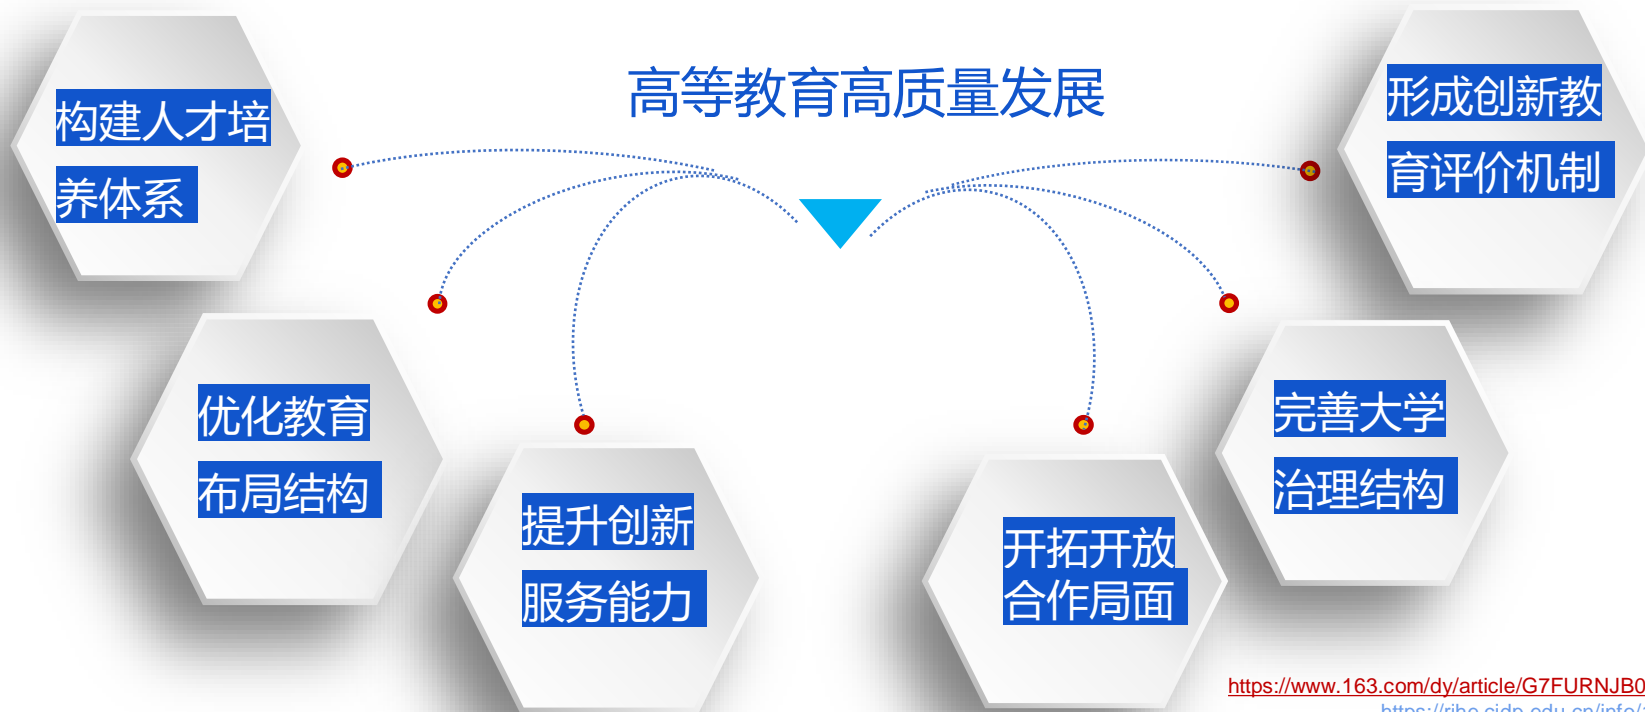 高等教育高质量发展
构建人才培
养体系
优化教育
布局结构
提升创新
服务能力
开拓开放
合作局面
完善大学
治理结构
形成创新教
育评价机制
https://www.163.com/dy/article/G7FURNJB0